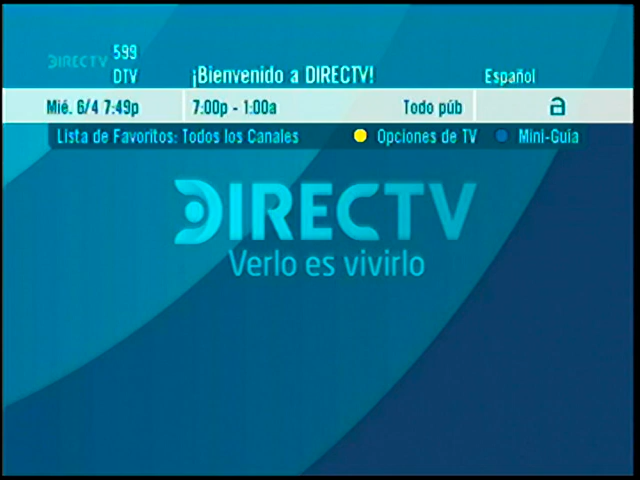 DIRECTV
599
DTV
¡Bienvenido a DIRECTV!
Español
Mié. 6/4 7:49p
7:00p - 1:00a
Todo púb
Lista de Favoritos: Todos los Canales
Opciones de TV
Mini-Guía
DIRECTV
Verlo es vivirlo